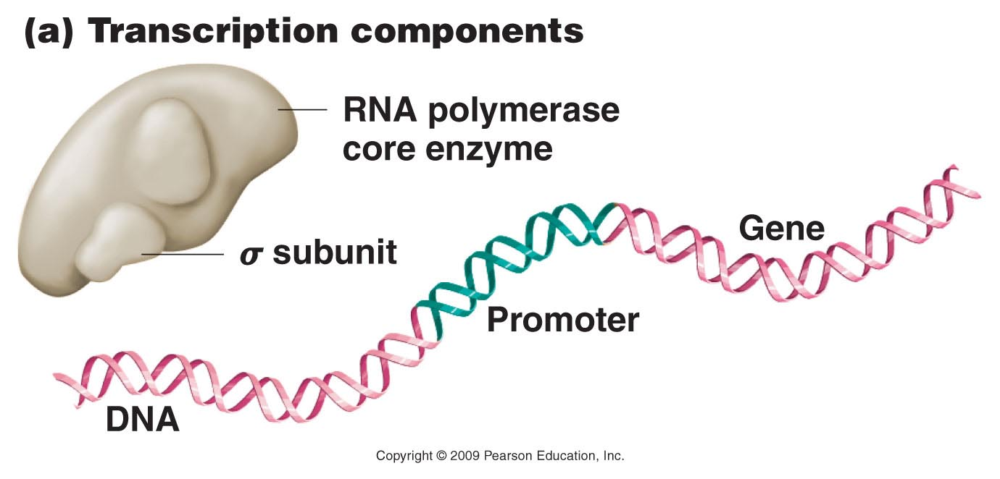 (a) Transcription components
RNA polymerase
core enzyme
σ subunit
Gene
Promoter
DNA
Copyright © 2009 Pearson Education, Inc.